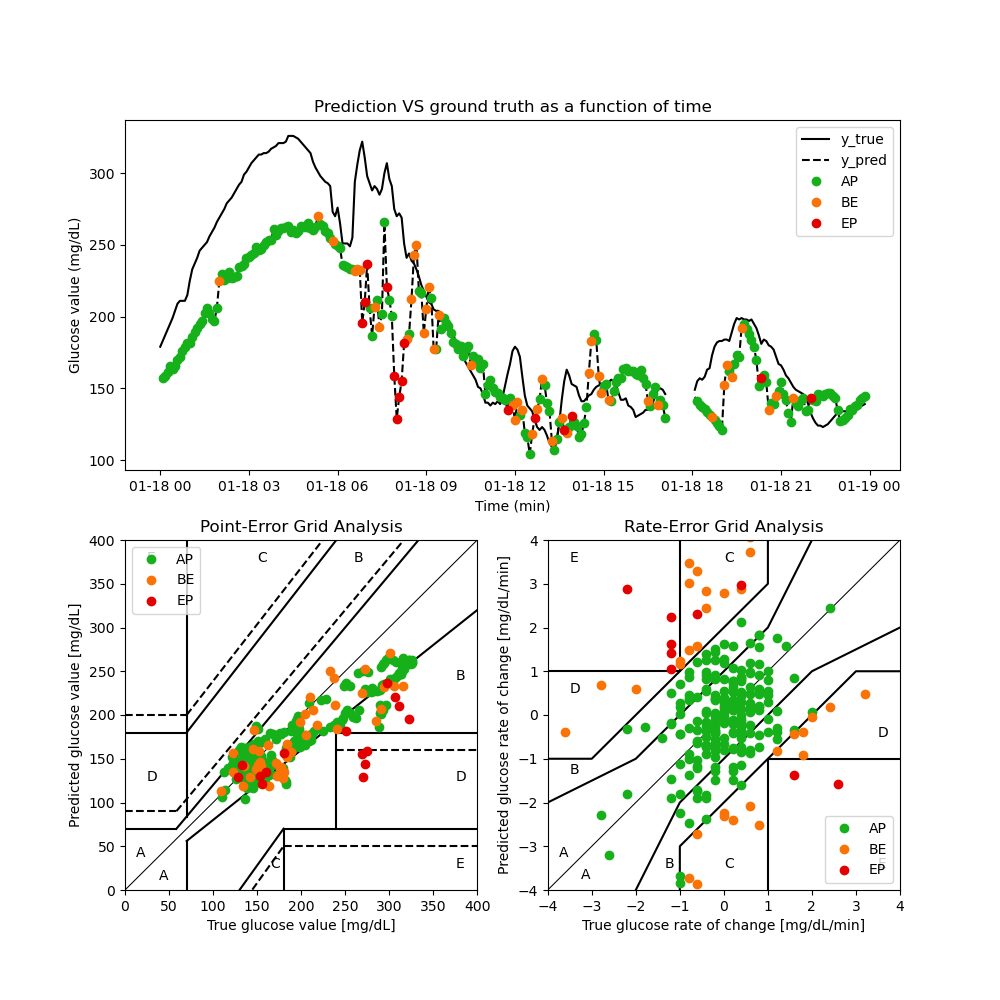 Prediction VS ground truth as a function of time
Glucose value (mg/dL)
300
250
200
150
100
y_true
y_pred
AP
BE
EP
01-18 00 01-18 03 01-18 06 01-18 09 01-18 12 01-18 15 01-18 18 01-18 21 01-19 00
Time (min)
Point-Error Grid Analysis
Predicted glucose value [mg/dL]
400
350
300
250
200
150
100
50
0
AP
BE
EP
C
B
B
D
D
A
A
C
E
0 50 100 150 200 250 300 350 400
True glucose value [mg/dL]
Rate-Error Grid Analysis
Predicted glucose rate of change [mg/dL/min]
4
3
2
1
0
−1
−2
−3
−4
E
C
D
D
B
A
A
B
C
AP
BE
EP
−4 −3 −2 −1 0 1 2 3 4
True glucose rate of change [mg/dL/min]